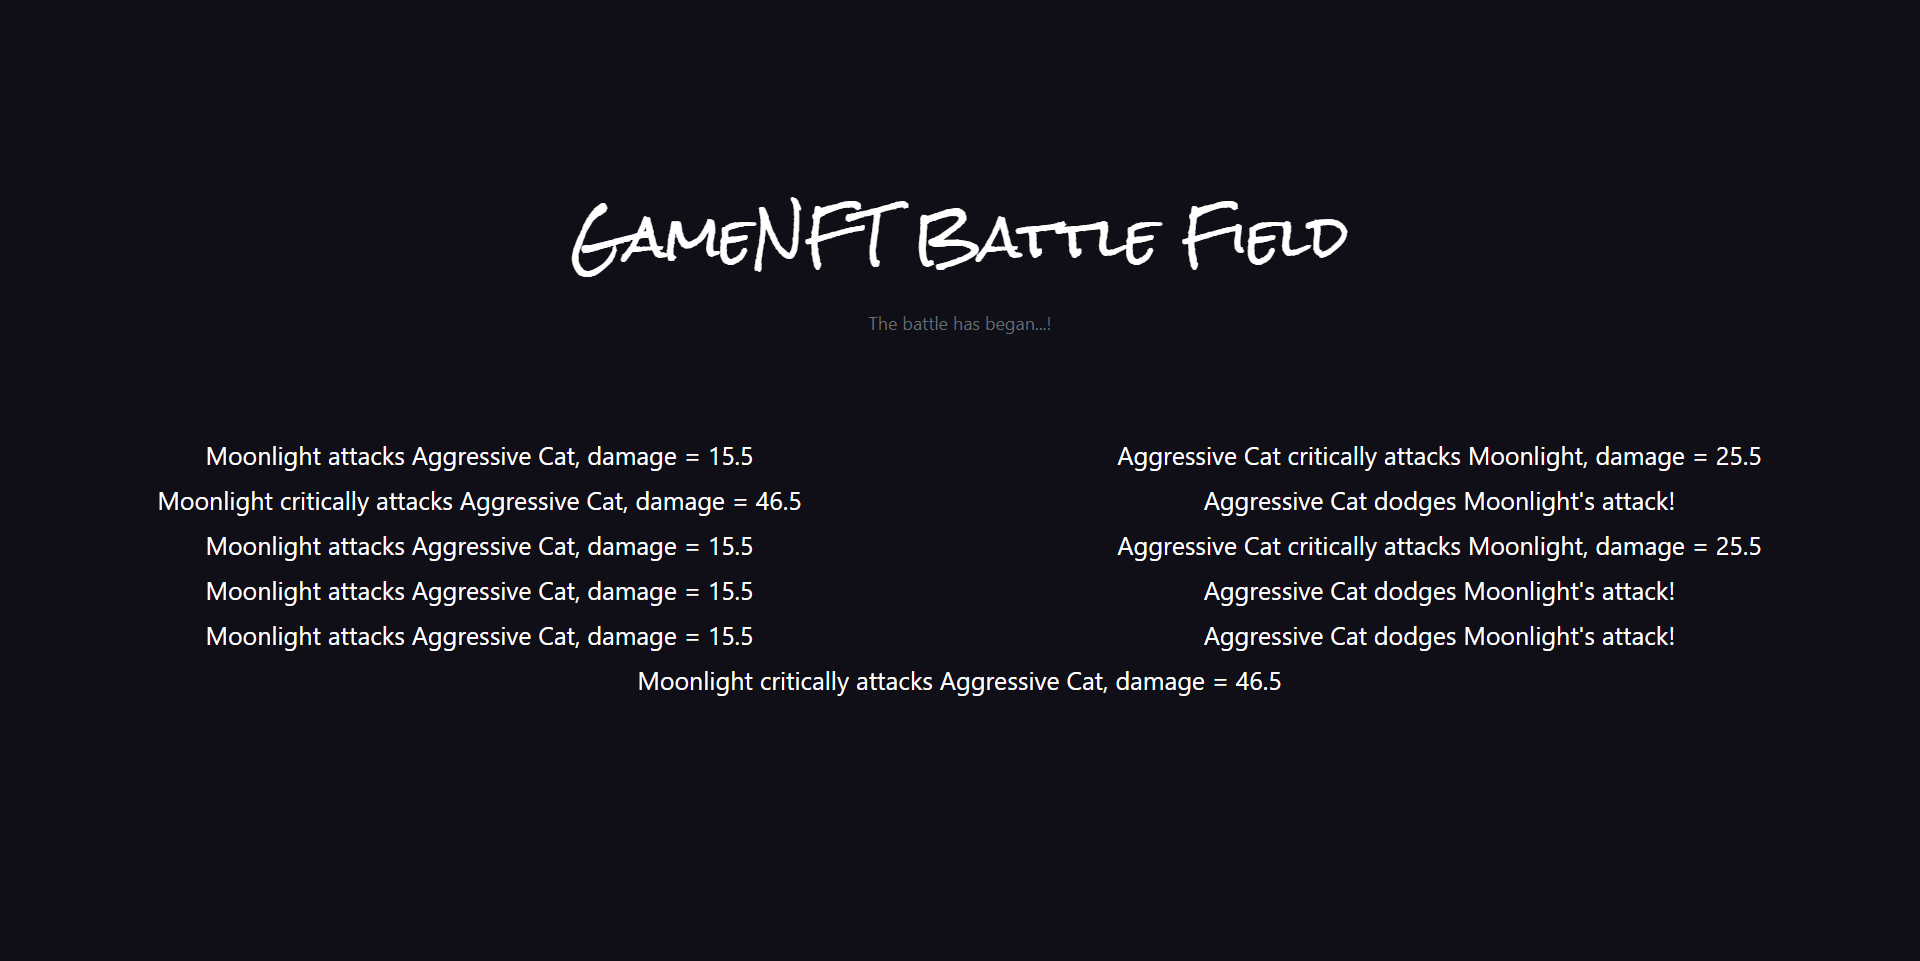 GameNFT Battle Field
The battle has began...!
Moonlight attacks Aggressive Cat, damage = 15.5
Aggressive Cat critically attacks Moonlight, damage = 25.5
Moonlight critically attacks Aggressive Cat, damage = 46.5
Aggressive Cat dodges Moonlight's attack!
Moonlight attacks Aggressive Cat, damage = 15.5
Aggressive Cat critically attacks Moonlight, damage = 25.5
Moonlight attacks Aggressive Cat, damage = 15.5
Aggressive Cat dodges Moonlight's attack!
Moonlight attacks Aggressive Cat, damage = 15.5
Aggressive Cat dodges Moonlight's attack!
Moonlight critically attacks Aggressive Cat, damage = 46.5